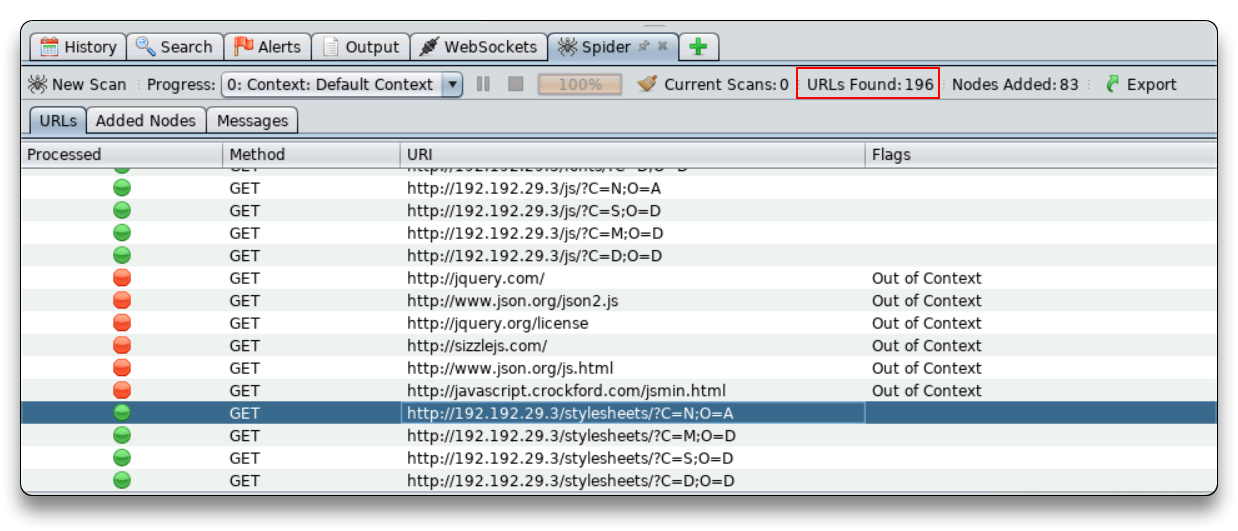 History Search Alerts Output WebSockets Spider
New Scan Progress: 0: Context: Default Context 100% Current Scans: 0 URLs Found: 196 Nodes Added: 83 Export
URLs Added Nodes Messages
Processed Method URI Flags
GET http://192.192.29.3/fonts/?C=D;O=D
GET http://192.192.29.3/js/?C=N;O=A
GET http://192.192.29.3/js/?C=S;O=D
GET http://192.192.29.3/js/?C=M;O=D
GET http://192.192.29.3/js/?C=D;O=D
GET http://jquery.com/ Out of Context
GET http://www.json.org/json2.js Out of Context
GET http://jquery.org/license Out of Context
GET http://sizzlejs.com/ Out of Context
GET http://www.json.org/js.html Out of Context
GET http://javascript.crockford.com/jsmin.html Out of Context
GET http://192.192.29.3/stylesheets/?C=N;O=A
GET http://192.192.29.3/stylesheets/?C=M;O=D
GET http://192.192.29.3/stylesheets/?C=S;O=D
GET http://192.192.29.3/stylesheets/?C=D;O=D